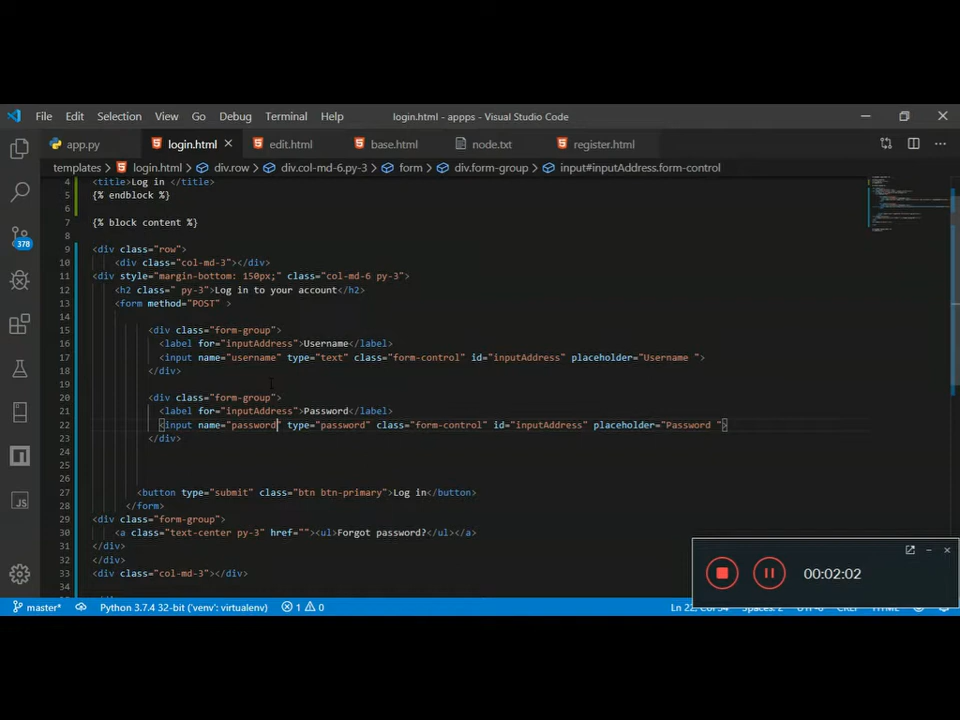 File Edit Selection View Go Debug Terminal Help login.html - appps - Visual Studio Code
app.py login.html edit.html base.html node.txt register.html
templates > login.html > div.row > div.col-md-6.py-3 > form > div.form-group > input#inputAddress.form-control
4 <title>Log in </title>
5 {% endblock %}
6
7 {% block content %}
8
9 <div class="row">
10 <div class="col-md-3"></div>
11 <div style="margin-bottom: 150px;" class="col-md-6 py-3">
12 <h2 class=" py-3">Log in to your account</h2>
13 <form method="POST" >
14
15 <div class="form-group">
16 <label for="inputAddress">Username</label>
17 <input name="username" type="text" class="form-control" id="inputAddress" placeholder="Username ">
18 </div>
19
20 <div class="form-group">
21 <label for="inputAddress">Password</label>
22 <input name="password" type="password" class="form-control" id="inputAddress" placeholder="Password ">
23 </div>
24
25
26
27 <button type="submit" class="btn btn-primary">Log in</button>
28 </form>
29 <div class="form-group">
30 <a class="text-center py-3" href=""><ul>Forgot password?</ul></a>
31 </div>
32 </div>
33 <div class="col-md-3"></div>
34
378
JS
00:02:02
master* Python 3.7.4 32-bit ('venv': virtualenv) 1 0